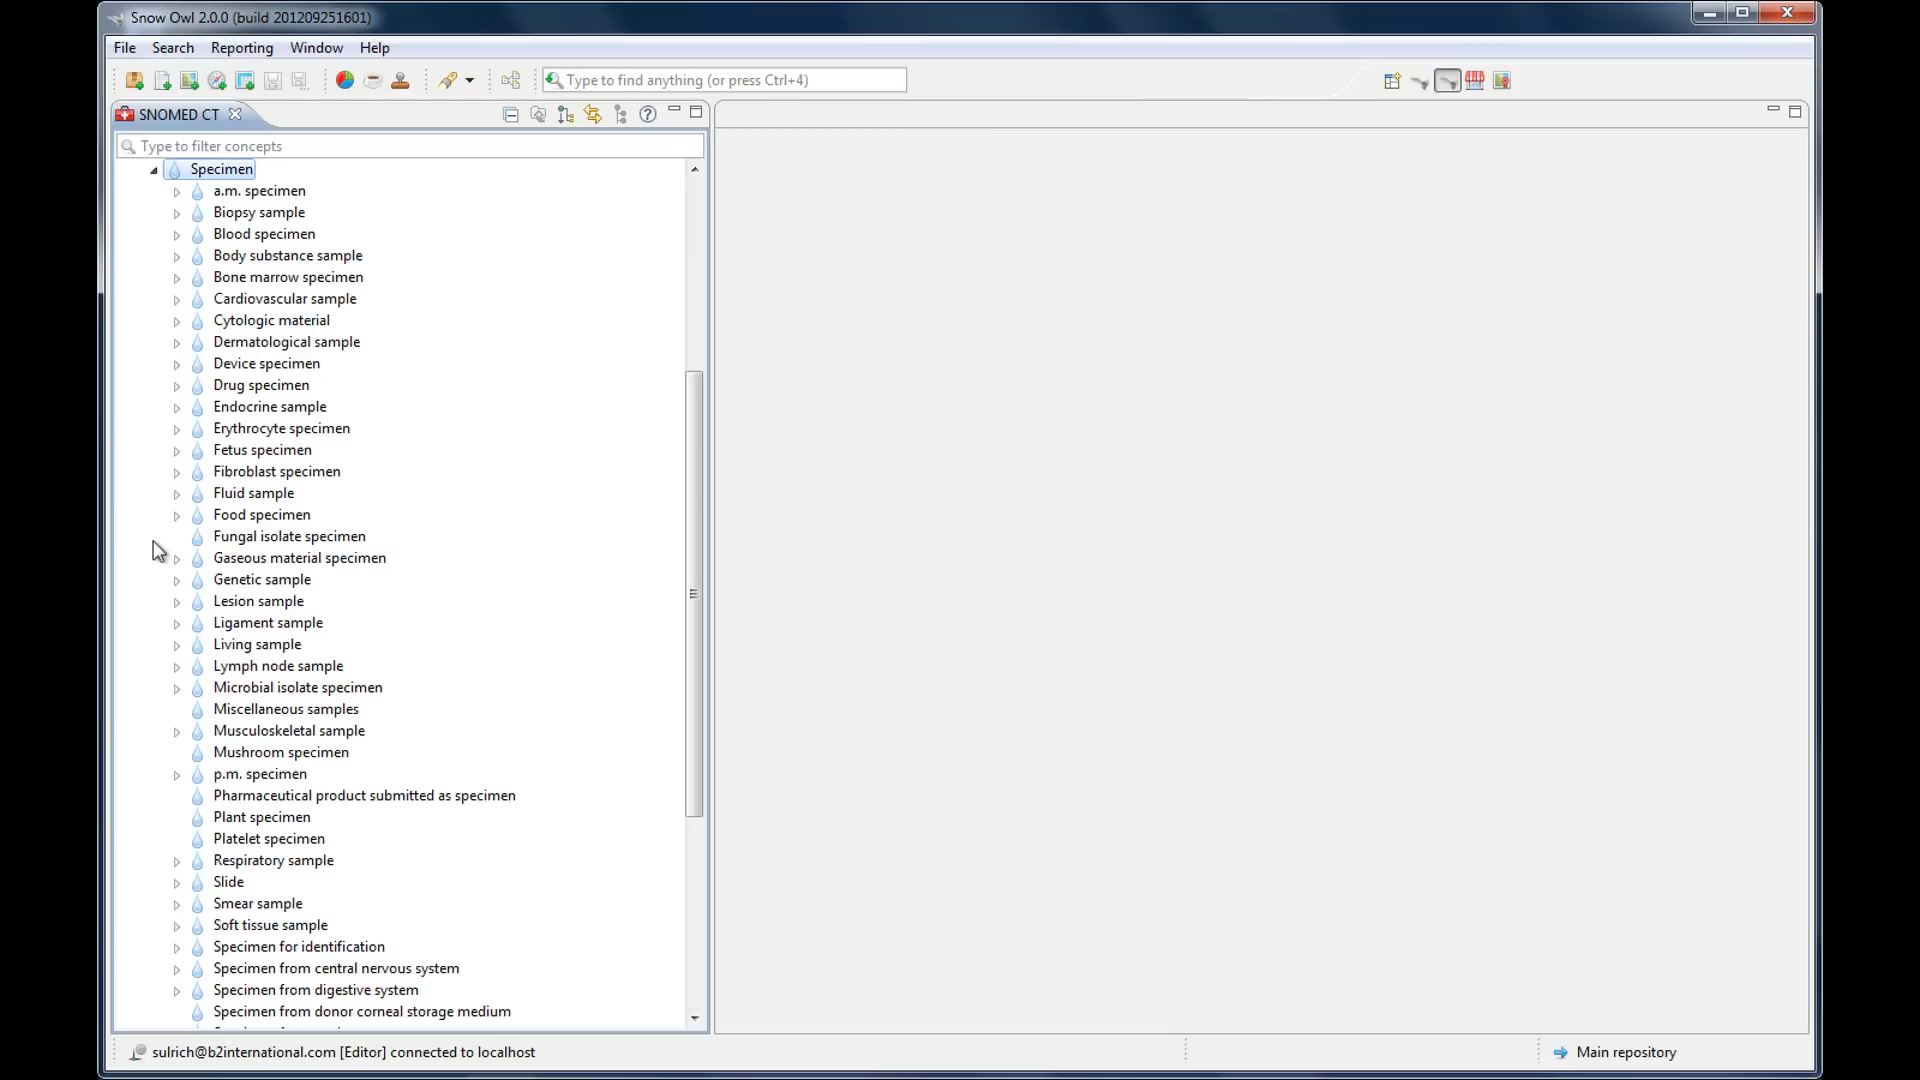 Snow Owl 2.0.0 (build 201209251601)
File Search Reporting Window Help
Type to find anything (or press Ctrl+4)
SNOMED CT
Type to filter concepts
Specimen
a.m. specimen
Biopsy sample
Blood specimen
Body substance sample
Bone marrow specimen
Cardiovascular sample
Cytologic material
Dermatological sample
Device specimen
Drug specimen
Endocrine sample
Erythrocyte specimen
Fetus specimen
Fibroblast specimen
Fluid sample
Food specimen
Fungal isolate specimen
Gaseous material specimen
Genetic sample
Lesion sample
Ligament sample
Living sample
Lymph node sample
Microbial isolate specimen
Miscellaneous samples
Musculoskeletal sample
Mushroom specimen
p.m. specimen
Pharmaceutical product submitted as specimen
Plant specimen
Platelet specimen
Respiratory sample
Slide
Smear sample
Soft tissue sample
Specimen for identification
Specimen from central nervous system
Specimen from digestive system
Specimen from donor corneal storage medium
sulrich@b2international.com [Editor] connected to localhost
Main repository